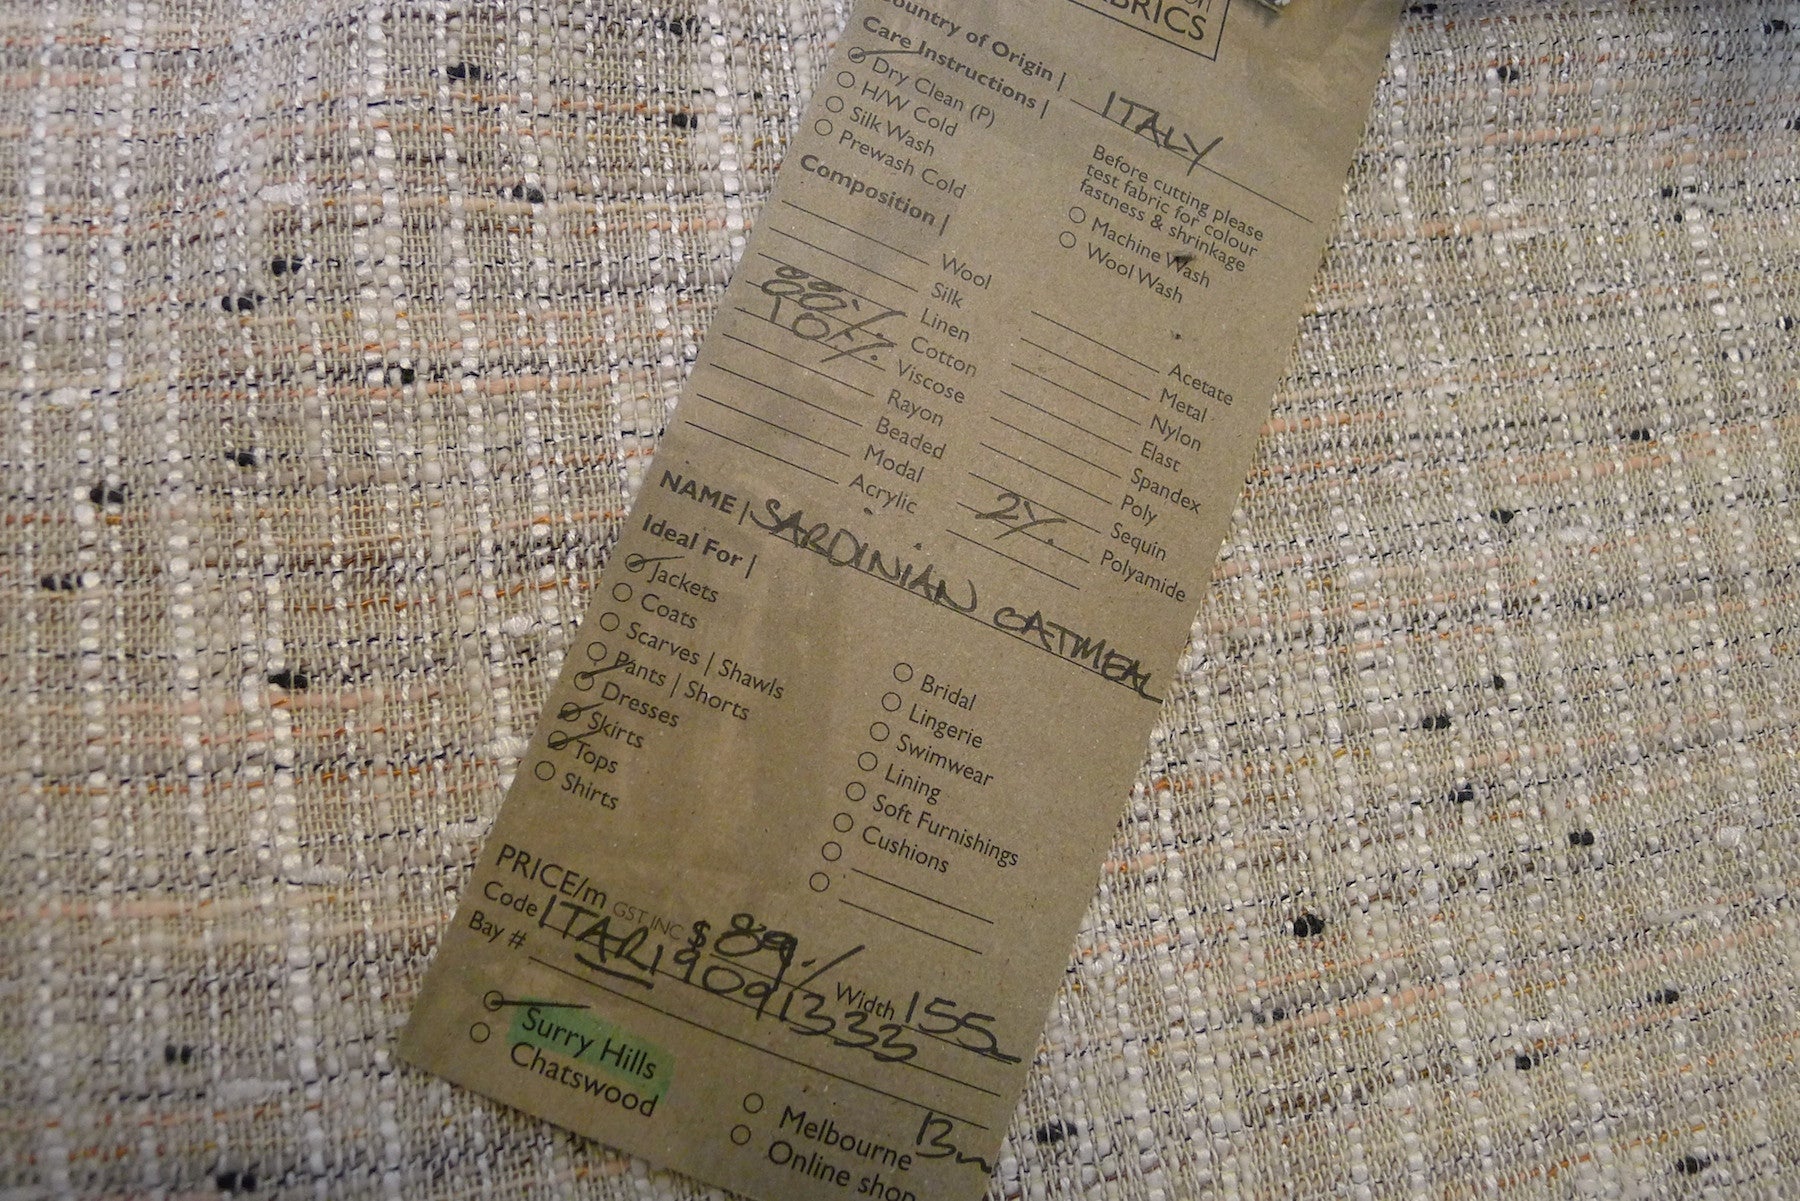 FABRICS
Country of Origin | ITALY
Care Instructions |
Dry Clean (P)
H/W Cold
Silk Wash
Prewash Cold
Before cutting please
test fabric for colour
fastness & shrinkage
Machine Wash
Wool Wash
Composition |
Wool
Silk
Linen
88% Cotton
10% Viscose
Rayon
Beaded
Modal
Acrylic
Acetate
Metal
Nylon
Elast
Spandex
Poly
Sequin
2% Polyamide
NAME | SARDINIAN OATMEAL
Ideal For |
Jackets
Coats
Scarves | Shawls
Pants | Shorts
Dresses
Skirts
Tops
Shirts
Bridal
Lingerie
Swimwear
Lining
Soft Furnishings
Cushions
PRICE/m GST INC $ 89./ Width 155
Code ITARI9091333
Bay #
13m
Surry Hills
Chatswood
Melbourne
Online shop